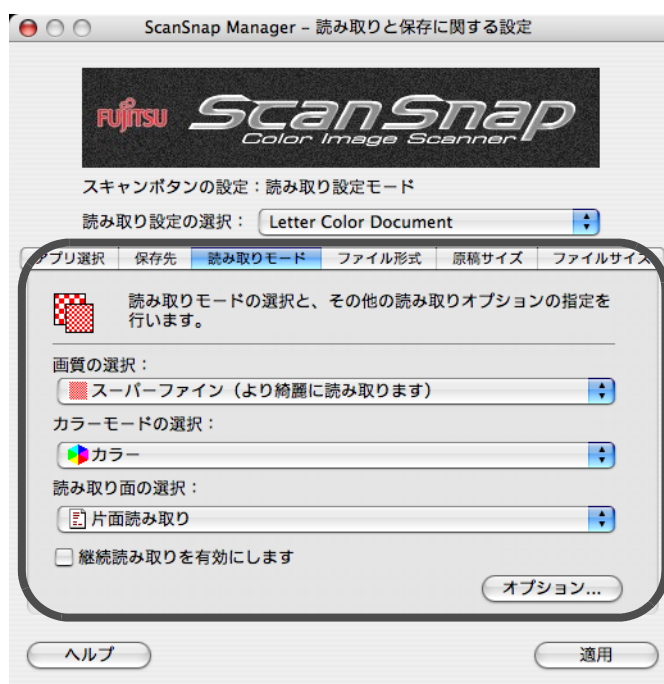 ScanSnap Manager – 読み取りと保存に関する設定
FUJITSU ScanSnap
Color Image Scanner
スキャンボタンの設定：読み取り設定モード
読み取り設定の選択： Letter Color Document
アプリ選択 保存先 読み取りモード ファイル形式 原稿サイズ ファイルサイズ
読み取りモードの選択と、その他の読み取りオプションの指定を
行います。
画質の選択：
スーパーファイン（より綺麗に読み取ります）
カラーモードの選択：
カラー
読み取り面の選択：
片面読み取り
継続読み取りを有効にします
オプション...
ヘルプ 適用